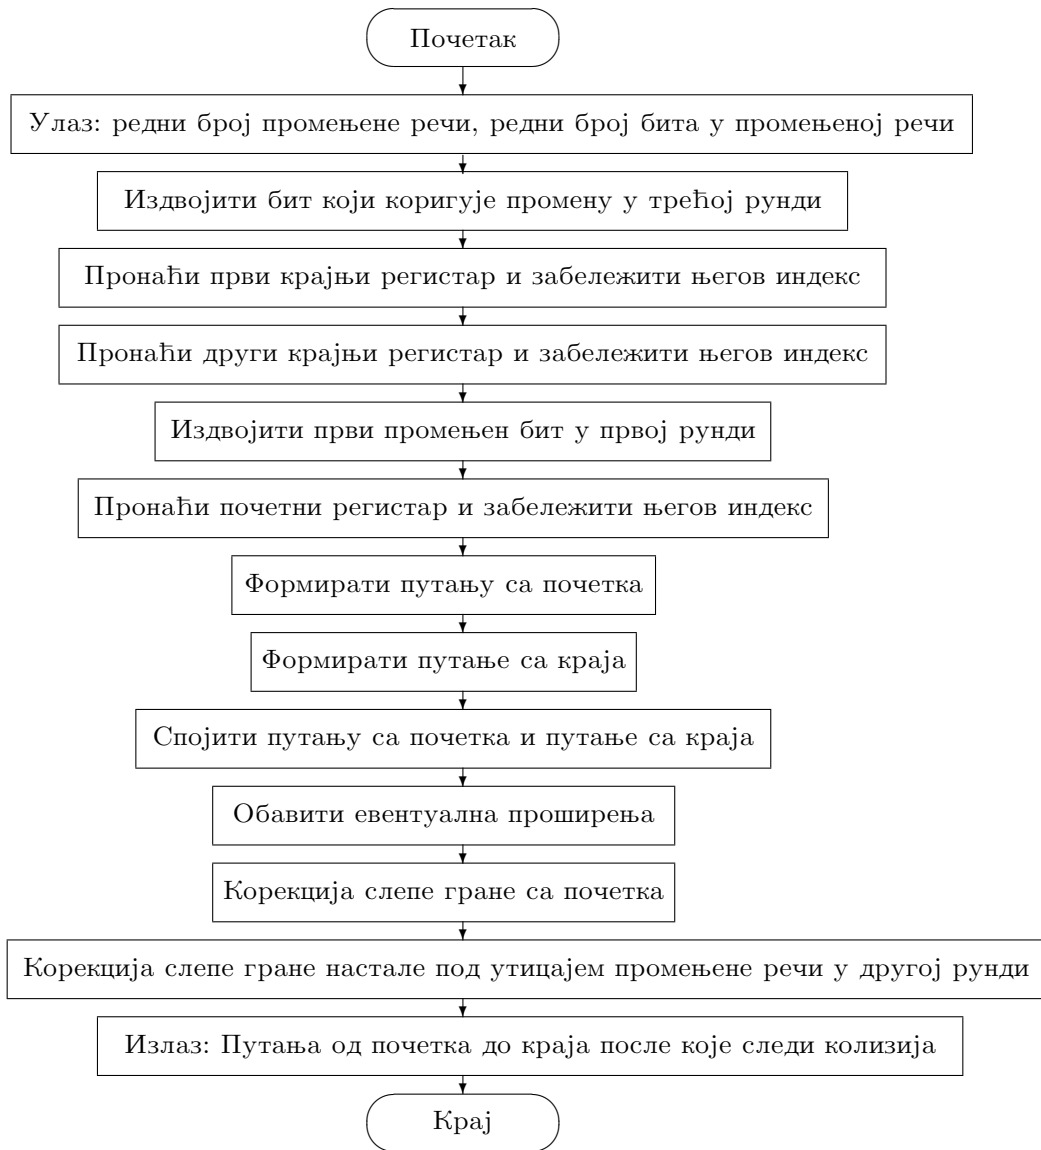 Почетак
Улаз: редни број промењене речи, редни број бита у промењеној речи
Издвојити бит који коригује промену у трећој рунди
Пронаћи први крајњи регистар и забележити његов индекс
Пронаћи други крајњи регистар и забележити његов индекс
Издвојити први промењен бит у првој рунди
Пронаћи почетни регистар и забележити његов индекс
Формирати путању са почетка
Формирати путање са краја
Спојити путању са почетка и путање са краја
Обавити евентуална проширења
Корекција слепе гране са почетка
Корекција слепе гране настале под утицајем промењене речи у другој рунди
Излаз: Путања од почетка до краја после које следи колизија
Крај